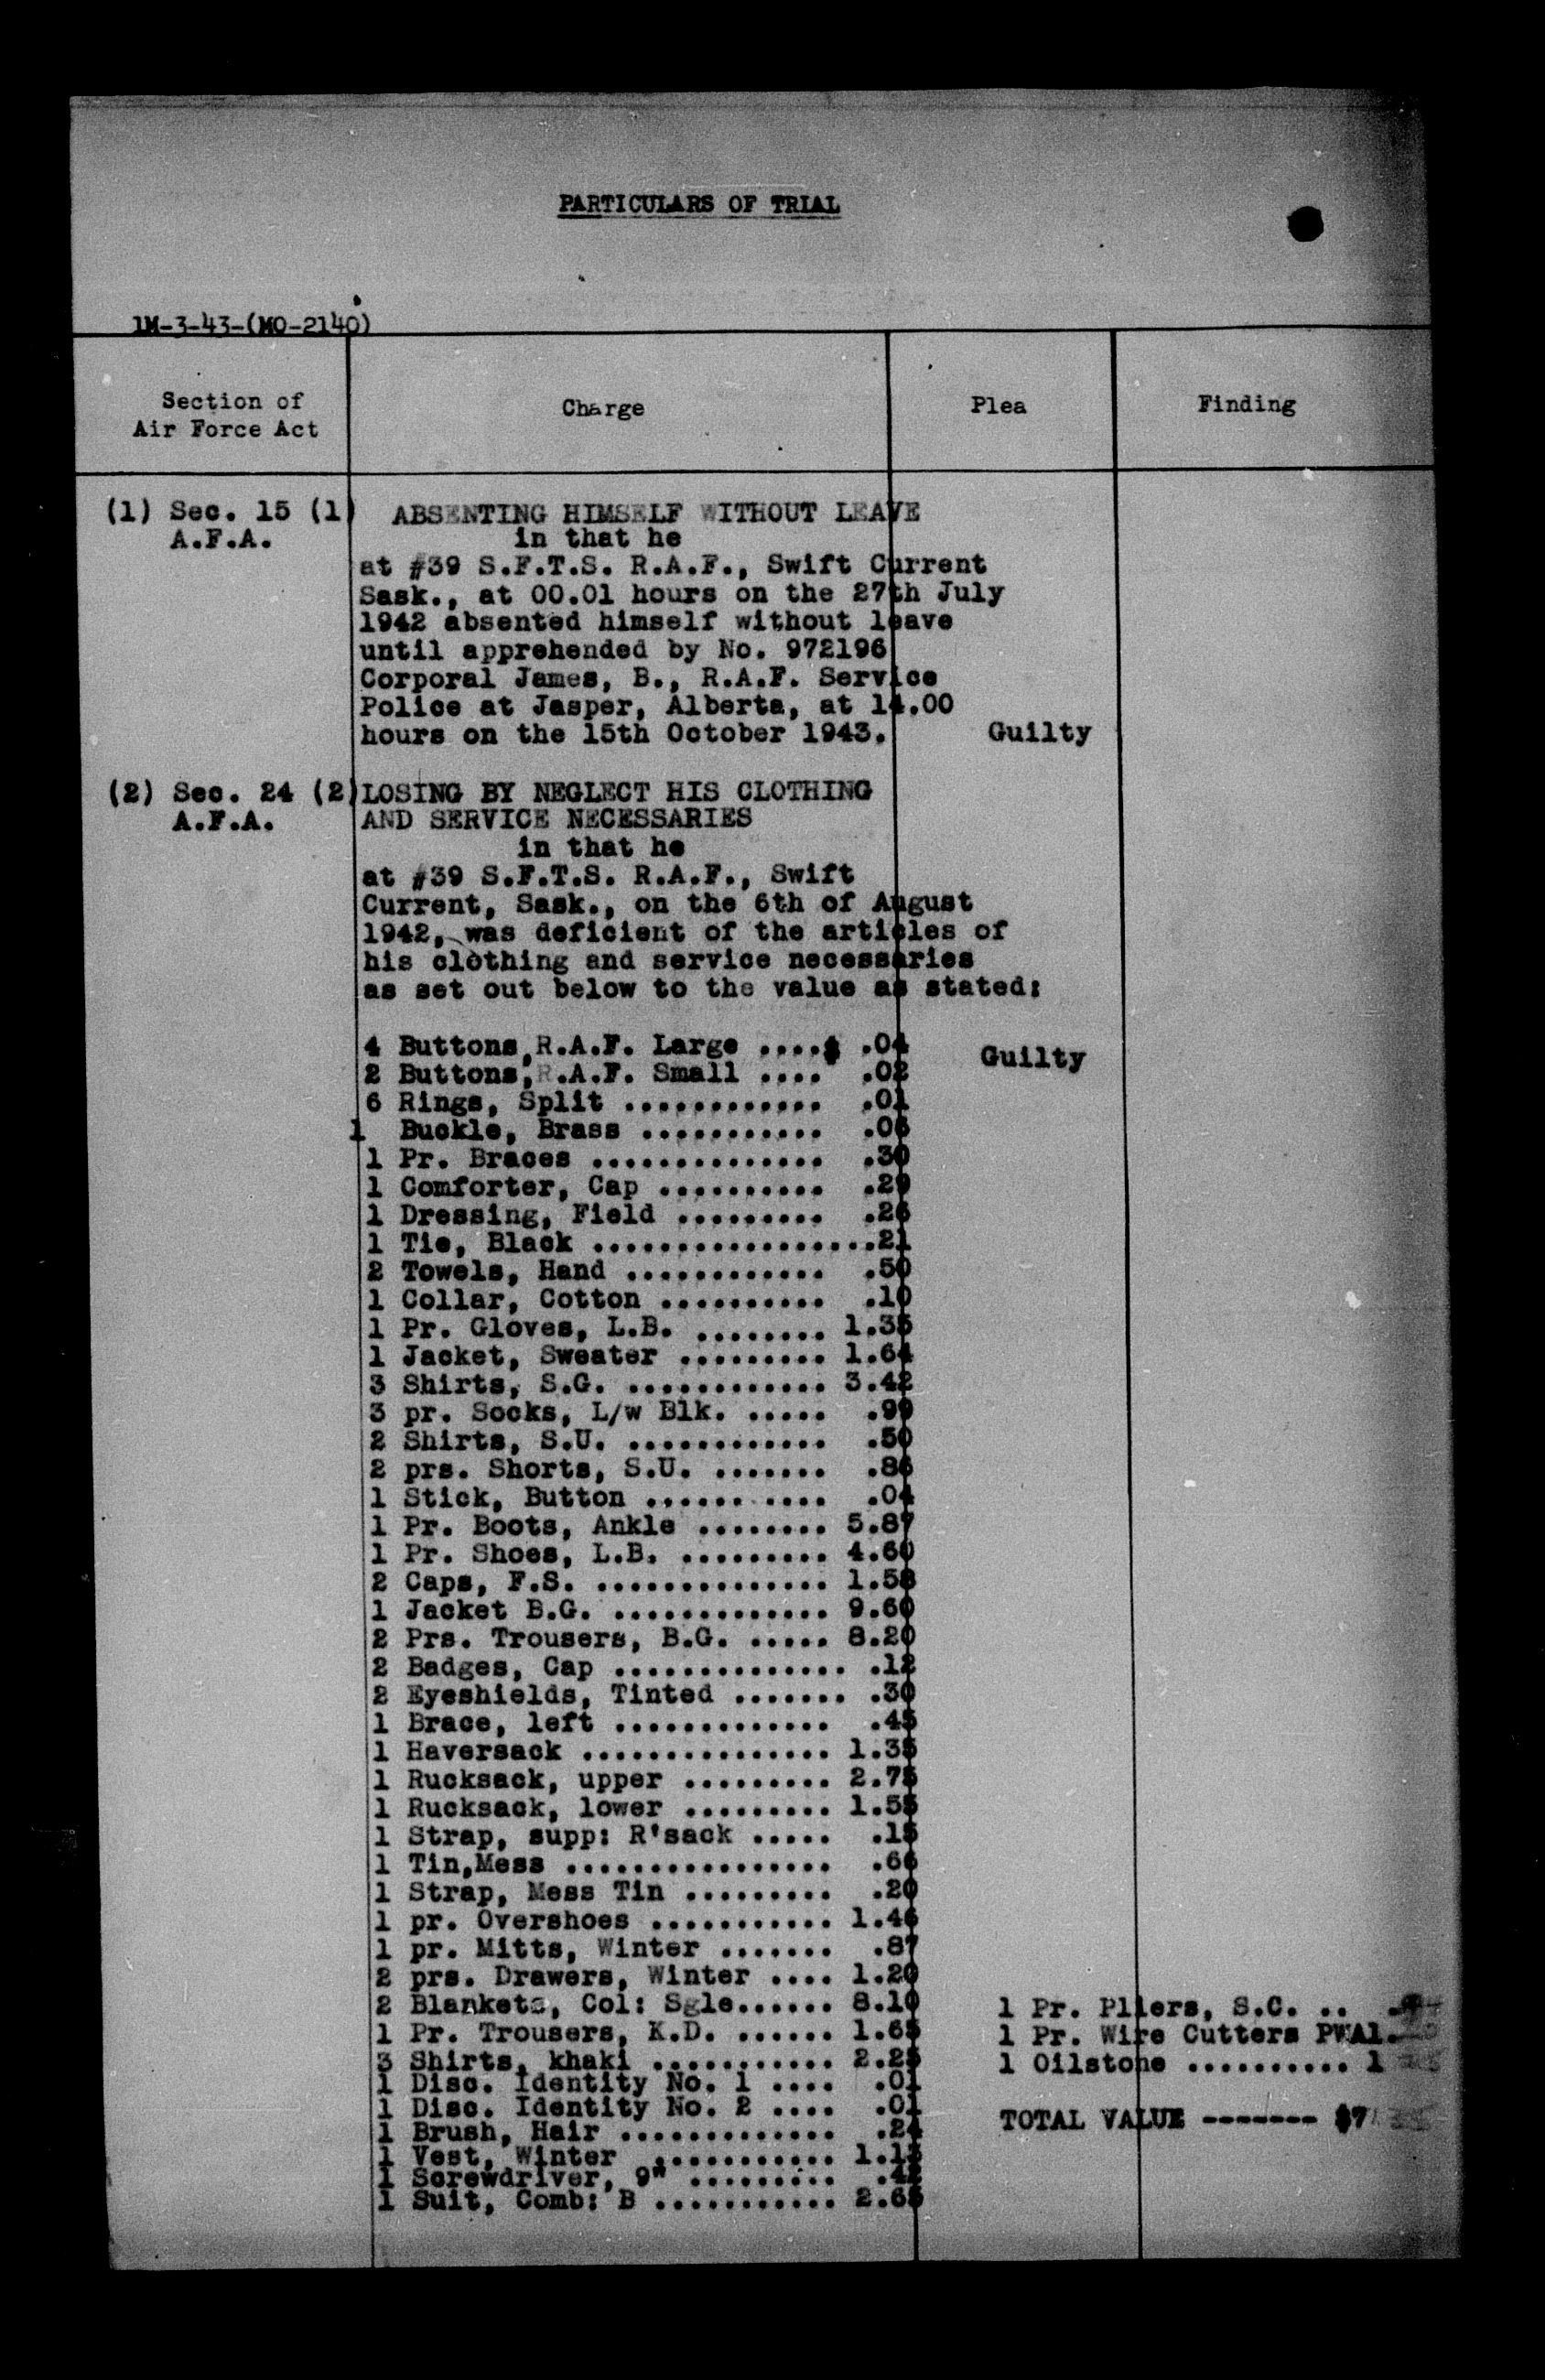 PARTICULARS OF TRIAL
1M-3-43-(MO-2140)
Section of
Air Force Act
Charge
Plea
Finding
(1) Sec. 15 (1)
A.F.A.
ABSENTING HIMSELF WITHOUT LEAVE
in that he
at #39 S.F.T.S. R.A.F., Swift Current
Sask., at 00.01 hours on the 27th July
1942 absented himself without leave
until apprehended by No. 972196
Corporal James, B., R.A.F. Service
Police at Jasper, Alberta, at 14.00
hours on the 15th October 1943.
Guilty
(2) Sec. 24 (2)
A.F.A.
LOSING BY NEGLECT HIS CLOTHING
AND SERVICE NECESSARIES
in that he
at #39 S.F.T.S. R.A.F., Swift
Current, Sask., on the 6th of August
1942, was deficient of the articles of
his clothing and service necessaries
as set out below to the value as stated:
4 Buttons, R.A.F. Large ....$ .04
2 Buttons, R.A.F. Small .... .02
6 Rings, Split ............ .01
1 Buckle, Brass ........... .06
1 Pr. Braces .............. .30
1 Comforter, Cap .......... .29
1 Dressing, Field ......... .26
1 Tie, Black .................21
2 Towels, Hand ............ .50
1 Collar, Cotton .......... .10
1 Pr. Gloves, L.B. ........ 1.35
1 Jacket, Sweater ......... 1.64
3 Shirts, S.G. ............ 3.42
3 pr. Socks, L/w Blk. ..... .99
2 Shirts, S.U. ............ .50
2 prs. Shorts, S.U. ....... .86
1 Stick, Button ........... .04
1 Pr. Boots, Ankle ........ 5.87
1 Pr. Shoes, L.B. ......... 4.60
2 Caps, F.S. .............. 1.58
1 Jacket B.G. ............. 9.60
2 Prs. Trousers, B.G. ..... 8.20
2 Badges, Cap .............. .12
2 Eyeshields, Tinted ....... .30
1 Brace, left ............. .45
1 Haversack ............... 1.35
1 Rucksack, upper ......... 2.75
1 Rucksack, lower ......... 1.55
1 Strap, supp: R'sack ..... .15
1 Tin,Mess ................ .66
1 Strap, Mess Tin ......... .20
1 pr. Overshoes ........... 1.46
1 pr. Mitts, Winter ....... .87
2 prs. Drawers, Winter .... 1.20
2 Blankets, Col: Sgle...... 8.10
1 Pr. Trousers, K.D. ...... 1.65
3 Shirts, khaki ........... 2.25
1 Disc. Identity No. 1 .... .01
1 Disc. Identity No. 2 .... .01
1 Brush, Hair ............. .24
1 Vest, Winter ........... 1.13
1 Screwdriver, 9" ......... .42
1 Suit, Comb: B ........... 2.65
Guilty
1 Pr. Pliers, S.C. ..
1 Pr. Wire Cutters PWA1.
1 Oilstone .......... 1
TOTAL VALUE ------- $7